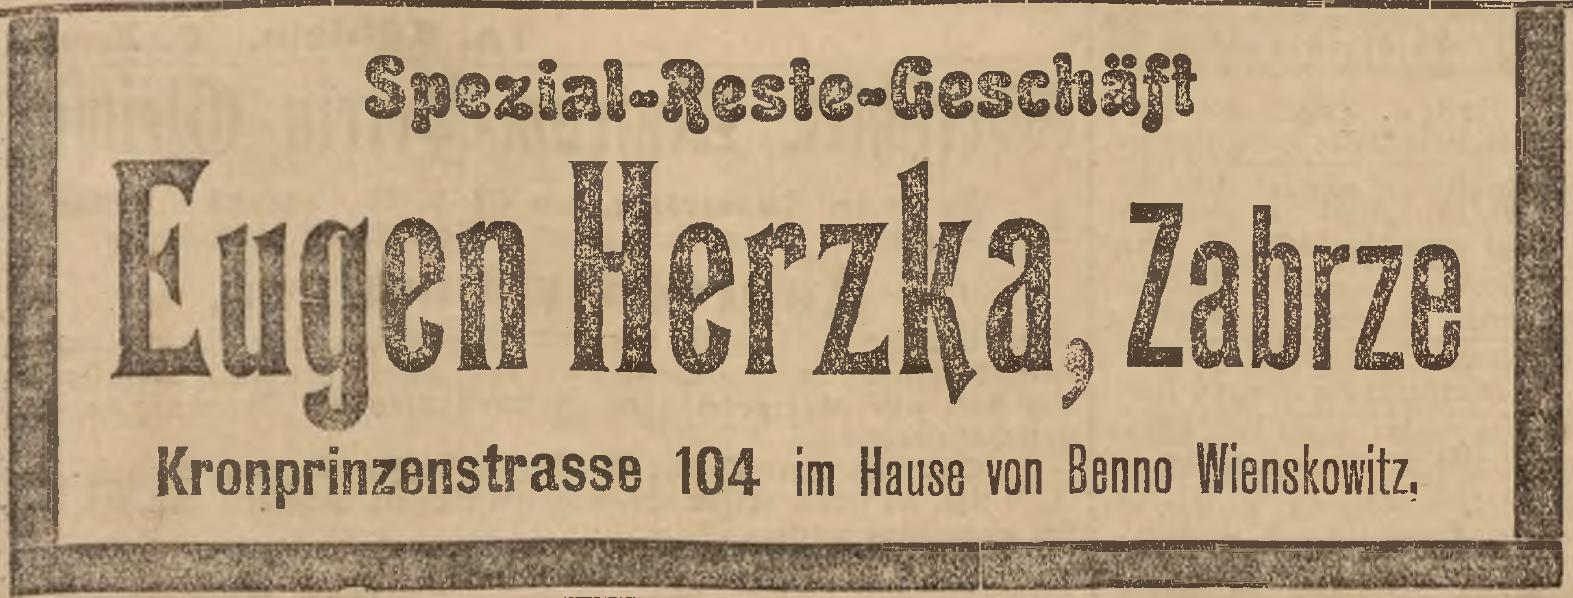 Spezial-Reste-Geschäft
Eugen Herzka, Zabrze
Kronprinzenstrasse 104 im Hause von Benno Wienskowitz.